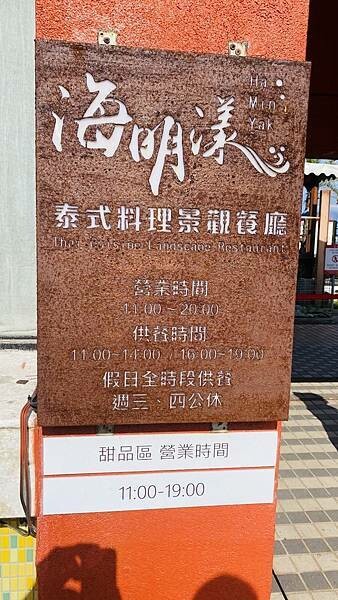 海明漾
Hai
Ming
Yak
泰式料理景觀餐廳
Thai Cuisine Landscape Restaurant
營業時間
11:00 - 20:00
供餐時間
11:00-14:00 / 16:00-19:00
假日全時段供餐
週三、四公休
甜品區 營業時間
11:00-19:00